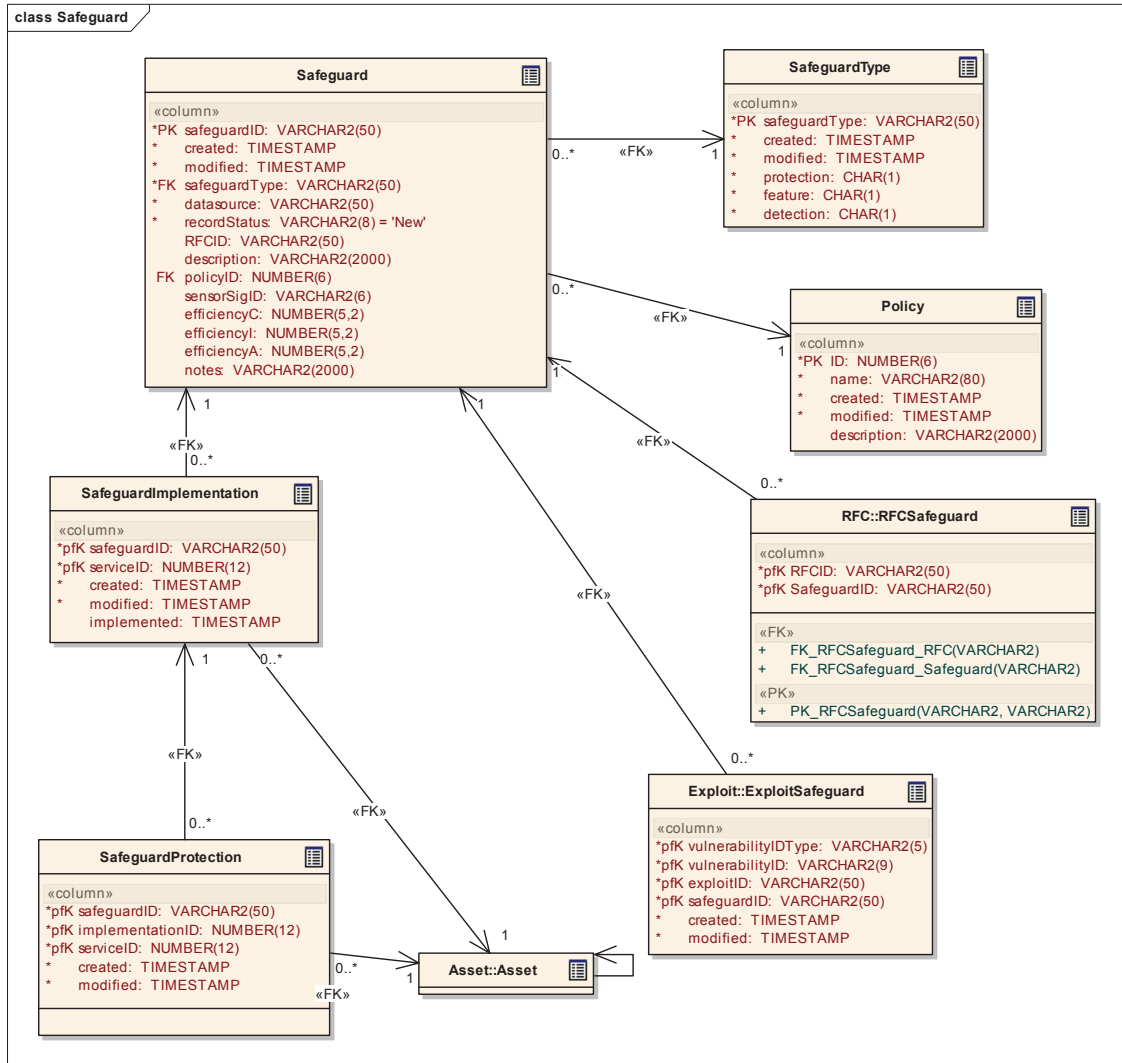 class Safeguard
Safeguard
«column»
*PK safeguardID: VARCHAR2(50)
* created: TIMESTAMP
* modified: TIMESTAMP
*FK safeguardType: VARCHAR2(50)
* datasource: VARCHAR2(50)
* recordStatus: VARCHAR2(8) = 'New'
RFCID: VARCHAR2(50)
description: VARCHAR2(2000)
FK policyID: NUMBER(6)
sensorSigID: VARCHAR2(6)
efficiencyC: NUMBER(5,2)
efficiencyI: NUMBER(5,2)
efficiencyA: NUMBER(5,2)
notes: VARCHAR2(2000)
SafeguardType
«column»
*PK safeguardType: VARCHAR2(50)
* created: TIMESTAMP
* modified: TIMESTAMP
* protection: CHAR(1)
* feature: CHAR(1)
* detection: CHAR(1)
0..*
«FK»
1
0..*
«FK»
1
Policy
«column»
*PK ID: NUMBER(6)
* name: VARCHAR2(80)
* created: TIMESTAMP
* modified: TIMESTAMP
description: VARCHAR2(2000)
1
«FK»
0..*
1
«FK»
0..*
1
«FK»
0..*
SafeguardImplementation
«column»
*pfK safeguardID: VARCHAR2(50)
*pfK serviceID: NUMBER(12)
* created: TIMESTAMP
* modified: TIMESTAMP
implemented: TIMESTAMP
RFC::RFCSafeguard
«column»
*pfK RFCID: VARCHAR2(50)
*pfK SafeguardID: VARCHAR2(50)
«FK»
+ FK_RFCSafeguard_RFC(VARCHAR2)
+ FK_RFCSafeguard_Safeguard(VARCHAR2)
«PK»
+ PK_RFCSafeguard(VARCHAR2, VARCHAR2)
1
«FK»
0..*
0..*
«FK»
1
Exploit::ExploitSafeguard
«column»
*pfK vulnerabilityIDType: VARCHAR2(5)
*pfK vulnerabilityID: VARCHAR2(9)
*pfK exploitID: VARCHAR2(50)
*pfK safeguardID: VARCHAR2(50)
* created: TIMESTAMP
* modified: TIMESTAMP
SafeguardProtection
«column»
*pfK safeguardID: VARCHAR2(50)
*pfK implementationID: NUMBER(12)
*pfK serviceID: NUMBER(12)
* created: TIMESTAMP
* modified: TIMESTAMP
0..*
«FK»
1
Asset::Asset